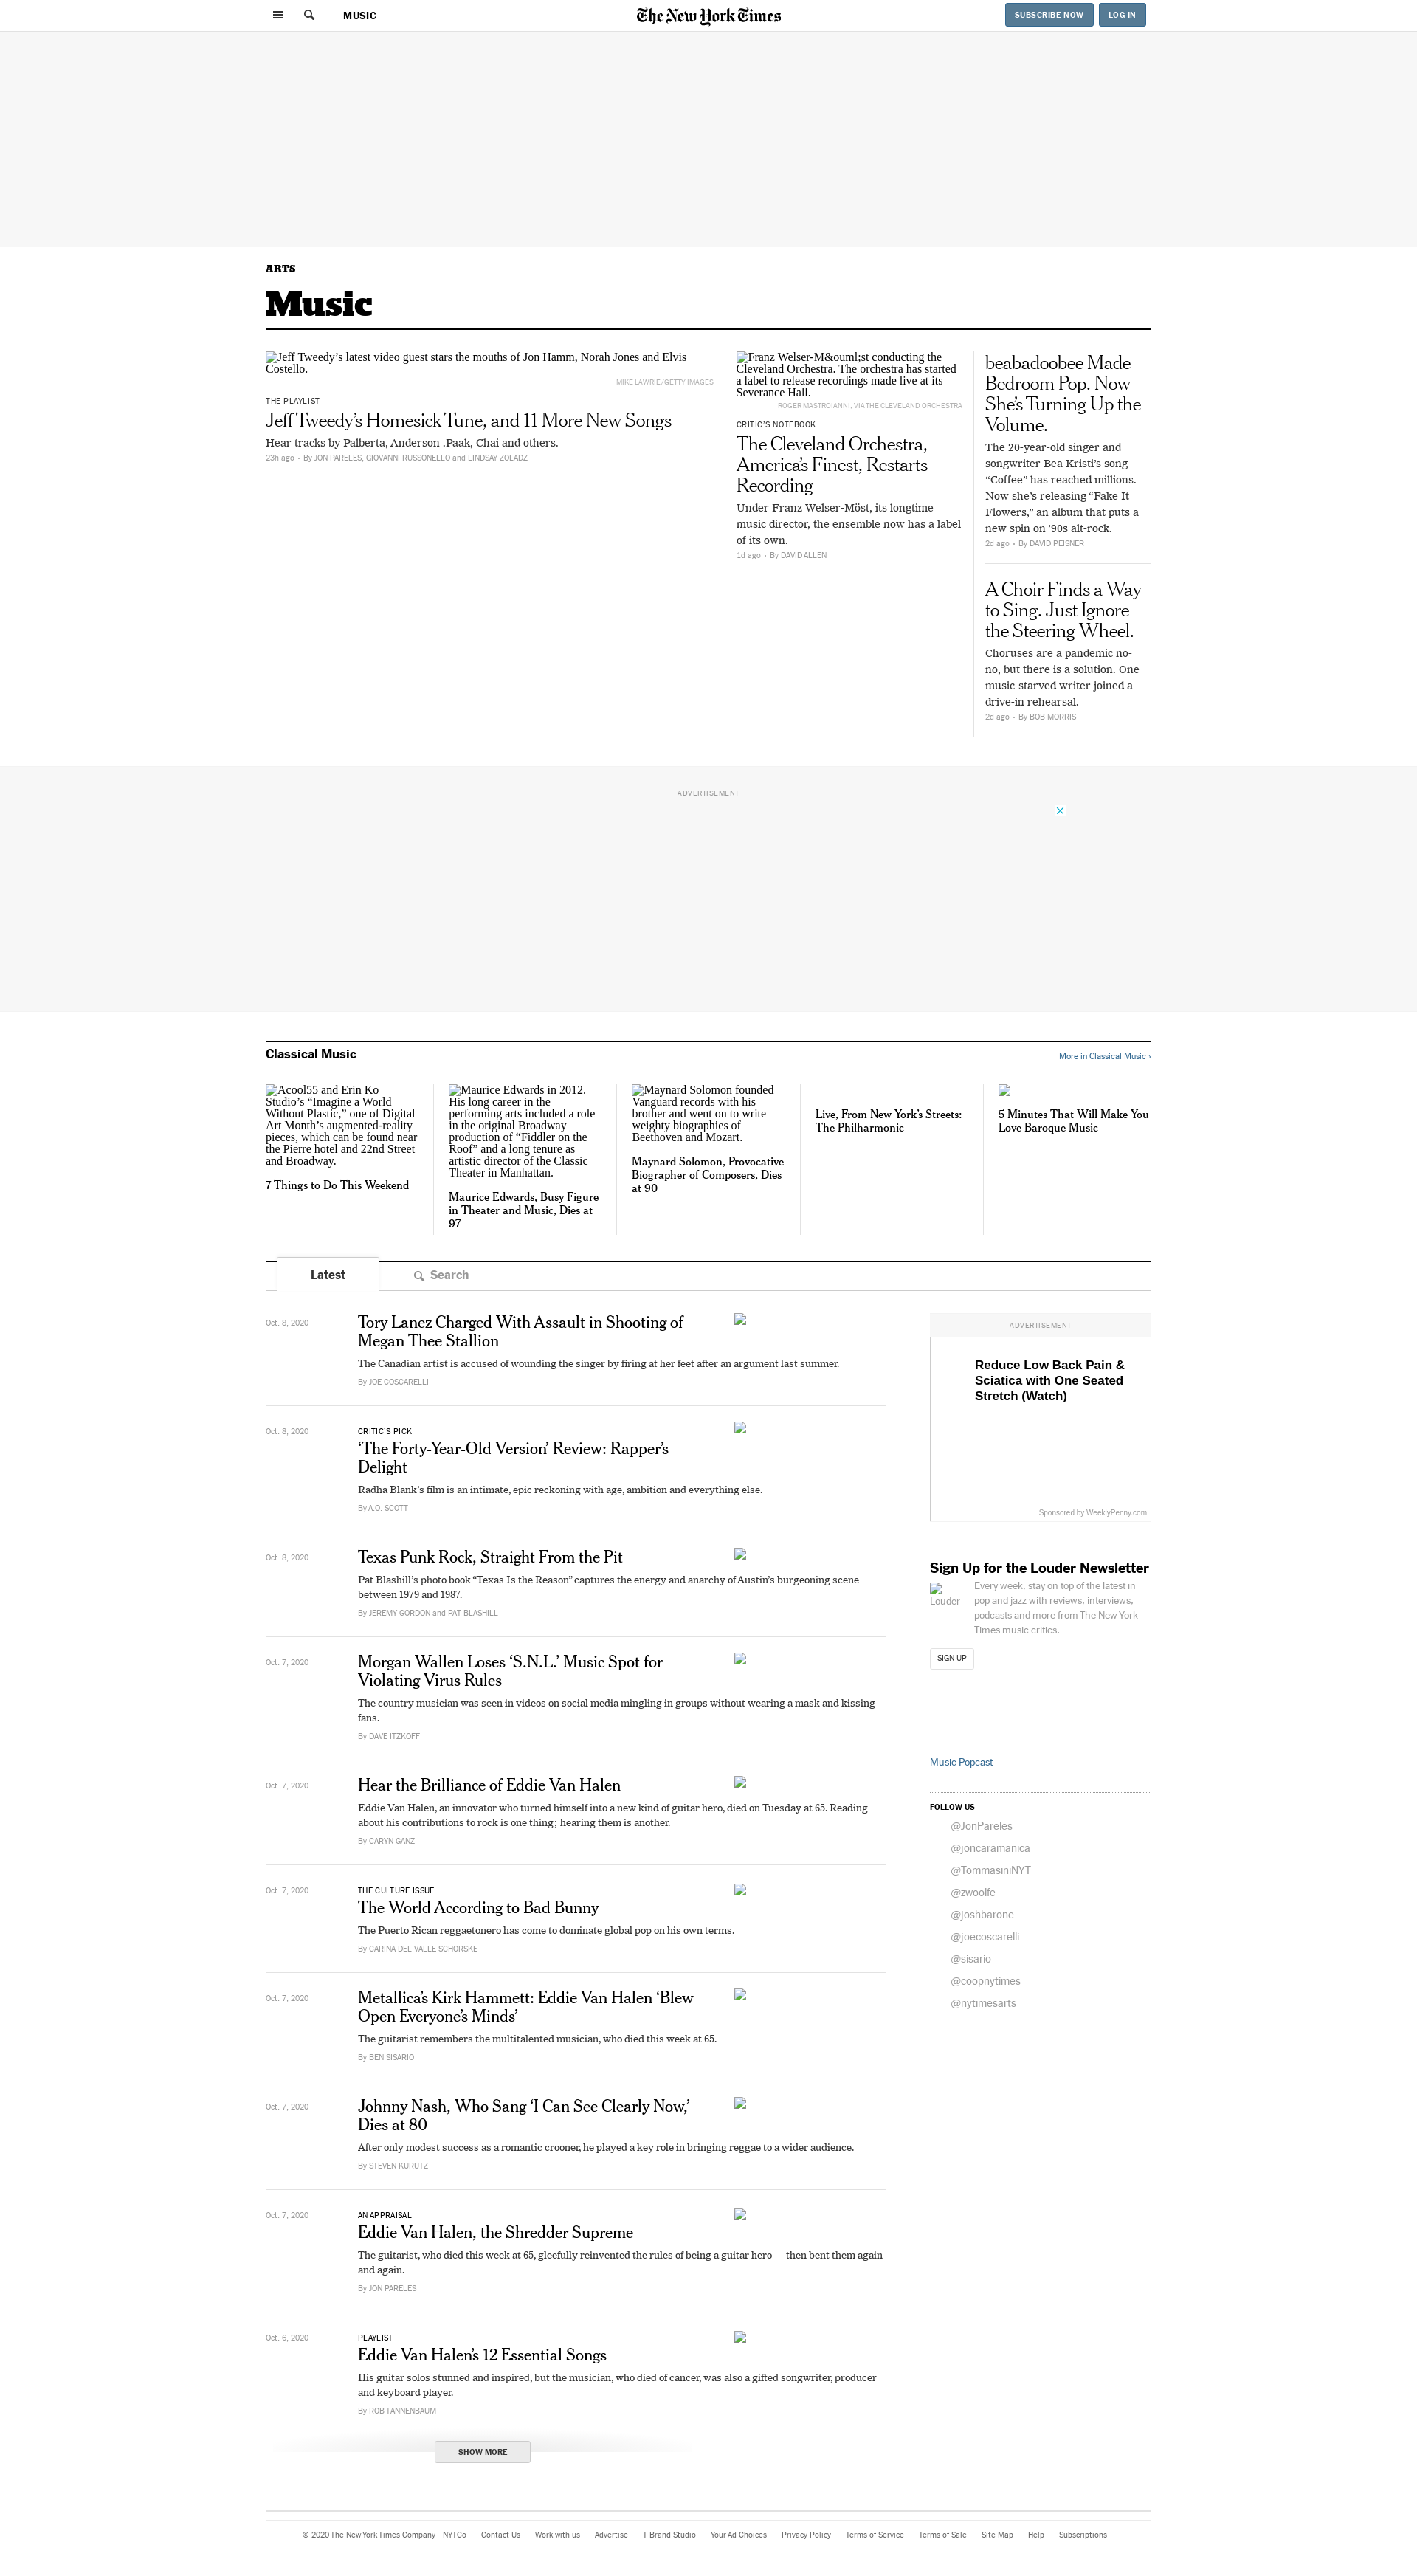 MUSIC
The New York Times
SUBSCRIBE NOW
LOG IN
ARTS
Music
Jeff Tweedy’s latest video guest stars the mouths of Jon Hamm, Norah Jones and Elvis
Costello.
MIKE LAWRIE/GETTY IMAGES
THE PLAYLIST
Jeff Tweedy’s Homesick Tune, and 11 More New Songs
Hear tracks by Palberta, Anderson .Paak, Chai and others.
23h ago • By JON PARELES, GIOVANNI RUSSONELLO and LINDSAY ZOLADZ
Franz Welser-M&ouml;st conducting the
Cleveland Orchestra. The orchestra has started
a label to release recordings made live at its
Severance Hall.
ROGER MASTROIANNI, VIA THE CLEVELAND ORCHESTRA
CRITIC’S NOTEBOOK
The Cleveland Orchestra,
America’s Finest, Restarts
Recording
Under Franz Welser-Möst, its longtime
music director, the ensemble now has a label
of its own.
1d ago • By DAVID ALLEN
beabadoobee Made
Bedroom Pop. Now
She’s Turning Up the
Volume.
The 20-year-old singer and
songwriter Bea Kristi’s song
“Coffee” has reached millions.
Now she’s releasing “Fake It
Flowers,” an album that puts a
new spin on ’90s alt-rock.
2d ago • By DAVID PEISNER
A Choir Finds a Way
to Sing. Just Ignore
the Steering Wheel.
Choruses are a pandemic no-
no, but there is a solution. One
music-starved writer joined a
drive-in rehearsal.
2d ago • By BOB MORRIS
ADVERTISEMENT
Classical Music
More in Classical Music ›
Acool55 and Erin Ko
Studio’s “Imagine a World
Without Plastic,” one of Digital
Art Month’s augmented-reality
pieces, which can be found near
the Pierre hotel and 22nd Street
and Broadway.
7 Things to Do This Weekend
Maurice Edwards in 2012.
His long career in the
performing arts included a role
in the original Broadway
production of “Fiddler on the
Roof” and a long tenure as
artistic director of the Classic
Theater in Manhattan.
Maurice Edwards, Busy Figure
in Theater and Music, Dies at
97
Maynard Solomon founded
Vanguard records with his
brother and went on to write
weighty biographies of
Beethoven and Mozart.
Maynard Solomon, Provocative
Biographer of Composers, Dies
at 90
Live, From New York’s Streets:
The Philharmonic
5 Minutes That Will Make You
Love Baroque Music
Latest
Search
Oct. 8, 2020
Tory Lanez Charged With Assault in Shooting of
Megan Thee Stallion
The Canadian artist is accused of wounding the singer by firing at her feet after an argument last summer.
By JOE COSCARELLI
Oct. 8, 2020
CRITIC’S PICK
‘The Forty-Year-Old Version’ Review: Rapper’s
Delight
Radha Blank’s film is an intimate, epic reckoning with age, ambition and everything else.
By A.O. SCOTT
Oct. 8, 2020
Texas Punk Rock, Straight From the Pit
Pat Blashill’s photo book “Texas Is the Reason” captures the energy and anarchy of Austin’s burgeoning scene
between 1979 and 1987.
By JEREMY GORDON and PAT BLASHILL
Oct. 7, 2020
Morgan Wallen Loses ‘S.N.L.’ Music Spot for
Violating Virus Rules
The country musician was seen in videos on social media mingling in groups without wearing a mask and kissing
fans.
By DAVE ITZKOFF
Oct. 7, 2020
Hear the Brilliance of Eddie Van Halen
Eddie Van Halen, an innovator who turned himself into a new kind of guitar hero, died on Tuesday at 65. Reading
about his contributions to rock is one thing; hearing them is another.
By CARYN GANZ
Oct. 7, 2020
THE CULTURE ISSUE
The World According to Bad Bunny
The Puerto Rican reggaetonero has come to dominate global pop on his own terms.
By CARINA DEL VALLE SCHORSKE
Oct. 7, 2020
Metallica’s Kirk Hammett: Eddie Van Halen ‘Blew
Open Everyone’s Minds’
The guitarist remembers the multitalented musician, who died this week at 65.
By BEN SISARIO
Oct. 7, 2020
Johnny Nash, Who Sang ‘I Can See Clearly Now,’
Dies at 80
After only modest success as a romantic crooner, he played a key role in bringing reggae to a wider audience.
By STEVEN KURUTZ
Oct. 7, 2020
AN APPRAISAL
Eddie Van Halen, the Shredder Supreme
The guitarist, who died this week at 65, gleefully reinvented the rules of being a guitar hero — then bent them again
and again.
By JON PARELES
Oct. 6, 2020
PLAYLIST
Eddie Van Halen’s 12 Essential Songs
His guitar solos stunned and inspired, but the musician, who died of cancer, was also a gifted songwriter, producer
and keyboard player.
By ROB TANNENBAUM
SHOW MORE
ADVERTISEMENT
Reduce Low Back Pain &
Sciatica with One Seated
Stretch (Watch)
Sponsored by WeeklyPenny.com
Sign Up for the Louder Newsletter
Louder
Every week, stay on top of the latest in
pop and jazz with reviews, interviews,
podcasts and more from The New York
Times music critics.
SIGN UP
Music Popcast
FOLLOW US
@JonPareles
@joncaramanica
@TommasiniNYT
@zwoolfe
@joshbarone
@joecoscarelli
@sisario
@coopnytimes
@nytimesarts
© 2020 The New York Times Company NYTCo Contact Us Work with us Advertise T Brand Studio Your Ad Choices Privacy Policy Terms of Service Terms of Sale Site Map Help Subscriptions